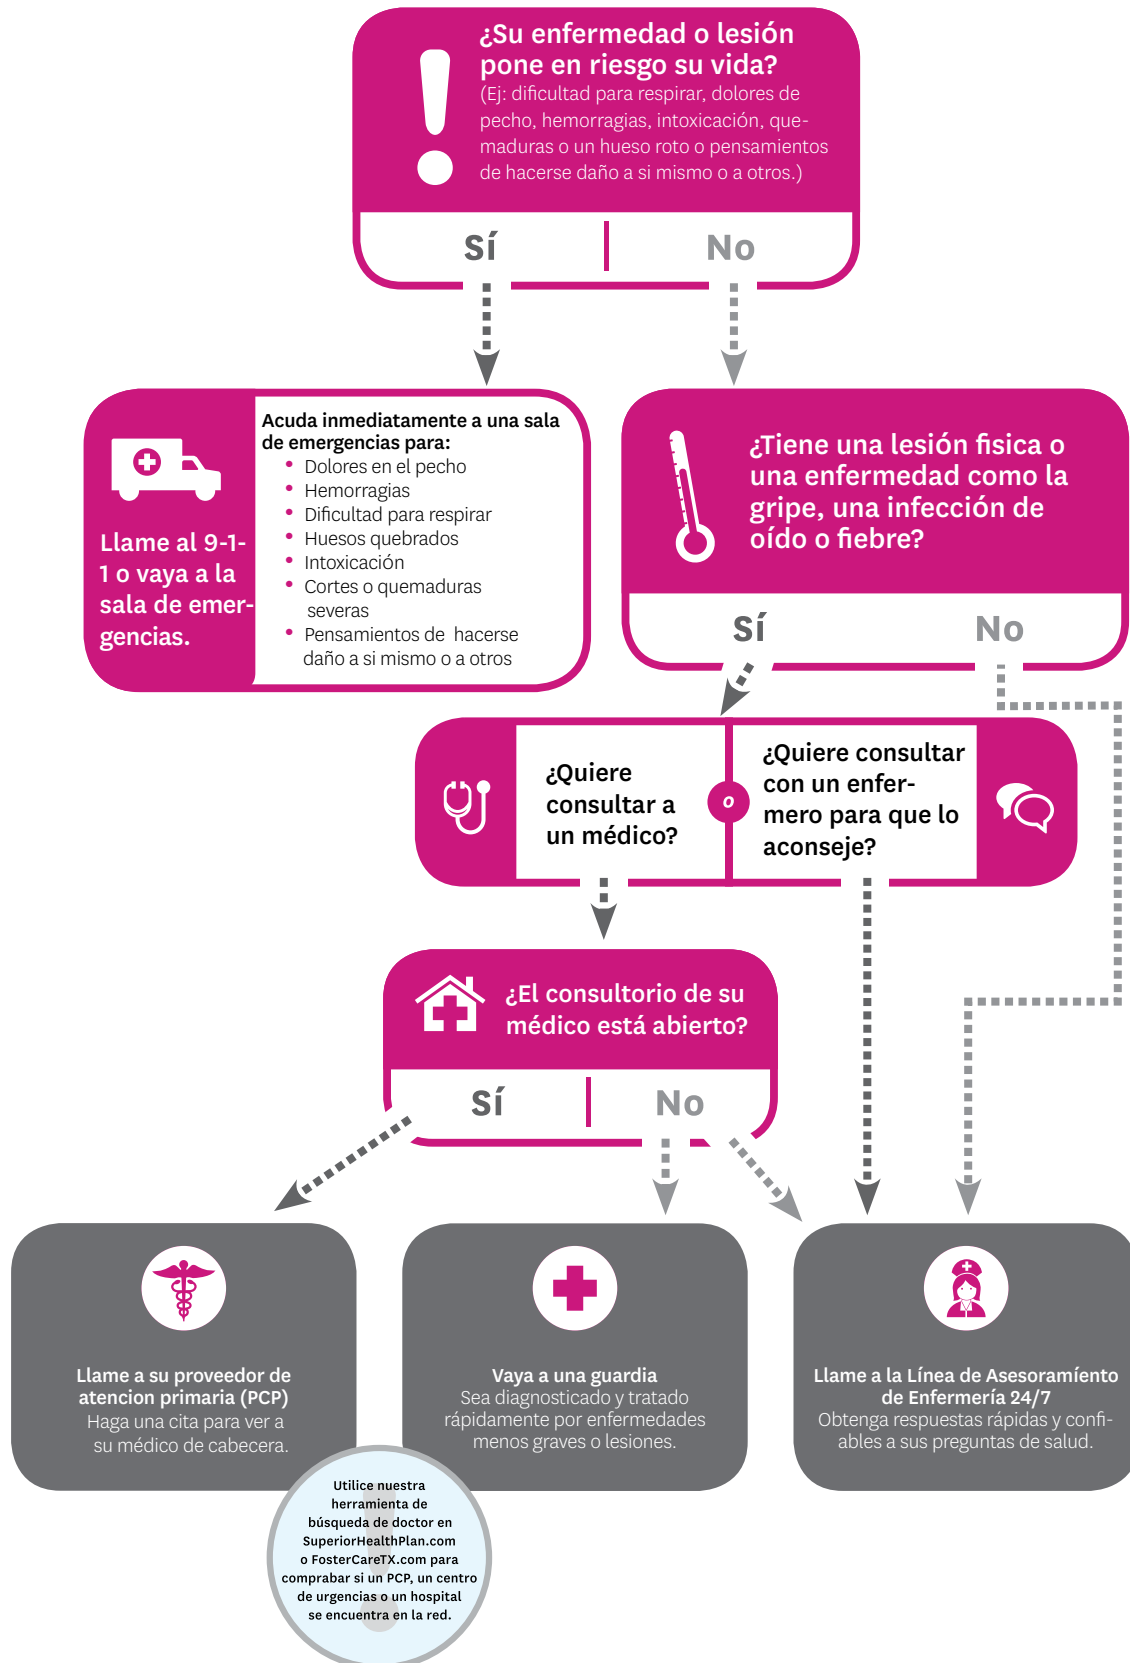 ¿Su enfermedad o lesión
pone en riesgo su vida?
(Ej: dificultad para respirar, dolores de
pecho, hemorragias, intoxicación, que-
maduras o un hueso roto o pensamientos
de hacerse daño a si mismo o a otros.)
Sí
No
Llame al 9-1-
1 o vaya a la
sala de emer-
gencias.
Acuda inmediatamente a una sala
de emergencias para:
• Dolores en el pecho
• Hemorragias
• Dificultad para respirar
• Huesos quebrados
• Intoxicación
• Cortes o quemaduras
severas
• Pensamientos de hacerse
daño a si mismo o a otros
¿Tiene una lesión fisica o
una enfermedad como la
gripe, una infección de
oído o fiebre?
Sí
No
¿Quiere
consultar a
un médico?
o
¿Quiere consultar
con un enfer-
mero para que lo
aconseje?
¿El consultorio de su
médico está abierto?
Sí
No
Llame a su proveedor de
atencion primaria (PCP)
Haga una cita para ver a
su médico de cabecera.
Vaya a una guardia
Sea diagnosticado y tratado
rápidamente por enfermedades
menos graves o lesiones.
Llame a la Línea de Asesoramíento
de Enfermería 24/7
Obtenga respuestas rápidas y confi-
ables a sus preguntas de salud.
Utilice nuestra
herramienta de
búsqueda de doctor en
SuperiorHealthPlan.com
o FosterCareTX.com para
comprobar si un PCP, un centro
de urgencias o un hospital
se encuentra en la red.